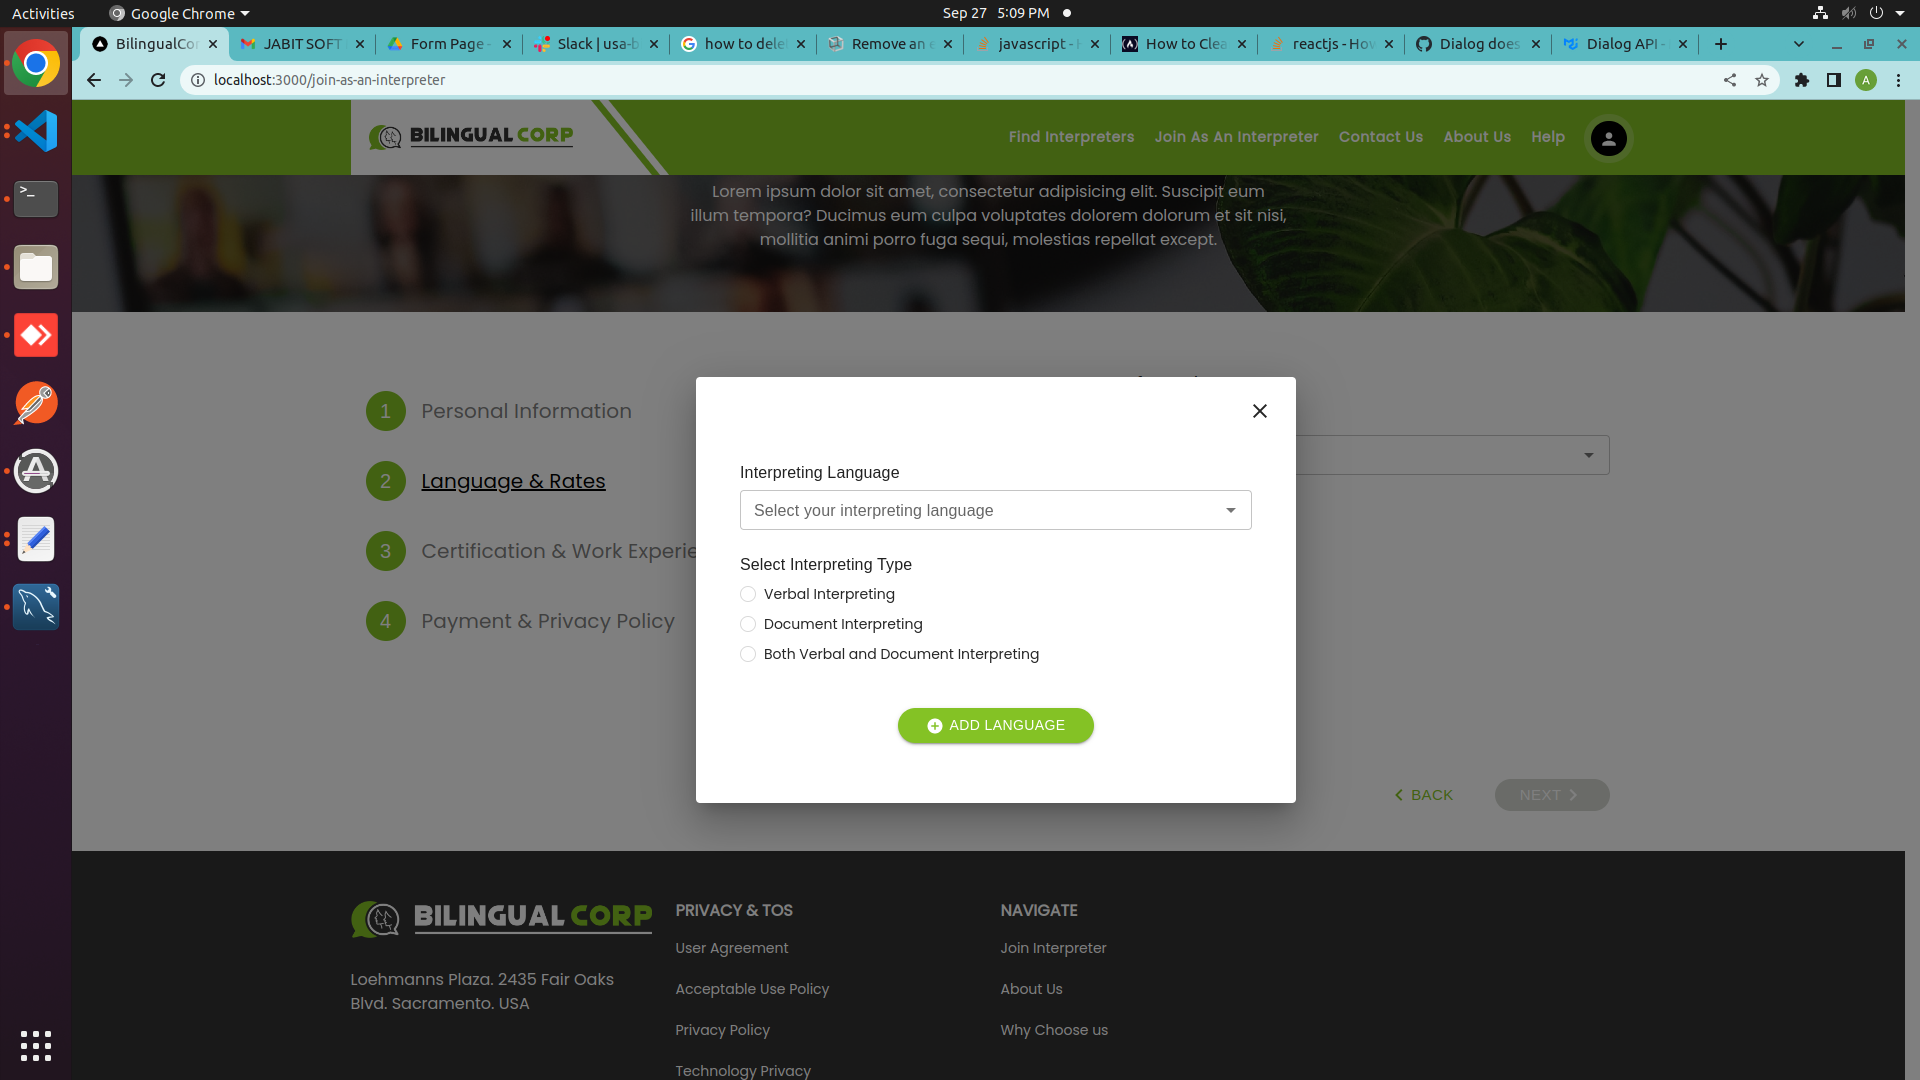 Activities
Google Chrome
Sep 27 5:09 PM
BilingualCor
JABIT SOFT
Form Page -
Slack | usa-b
how to dele
Remove an e
javascript - H
How to Clea
reactjs - How
Dialog does
Dialog API -
localhost:3000/join-as-an-interpreter
A
BILINGUAL CORP
Find Interpreters
Join As An Interpreter
Contact Us
About Us
Help
Lorem ipsum dolor sit amet, consectetur adipisicing elit. Suscipit eum
illum tempora? Ducimus eum culpa voluptates dolorem dolorum et sit nisi,
mollitia animi porro fuga sequi, molestias repellat except.
1 Personal Information
2 Language & Rates
3 Certification & Work Experie
4 Payment & Privacy Policy
Interpreting Language
Select your interpreting language
Select Interpreting Type
Verbal Interpreting
Document Interpreting
Both Verbal and Document Interpreting
ADD LANGUAGE
BACK
NEXT
BILINGUAL CORP
Loehmanns Plaza. 2435 Fair Oaks
Blvd. Sacramento. USA
PRIVACY & TOS
User Agreement
Acceptable Use Policy
Privacy Policy
Technology Privacy
NAVIGATE
Join Interpreter
About Us
Why Choose us